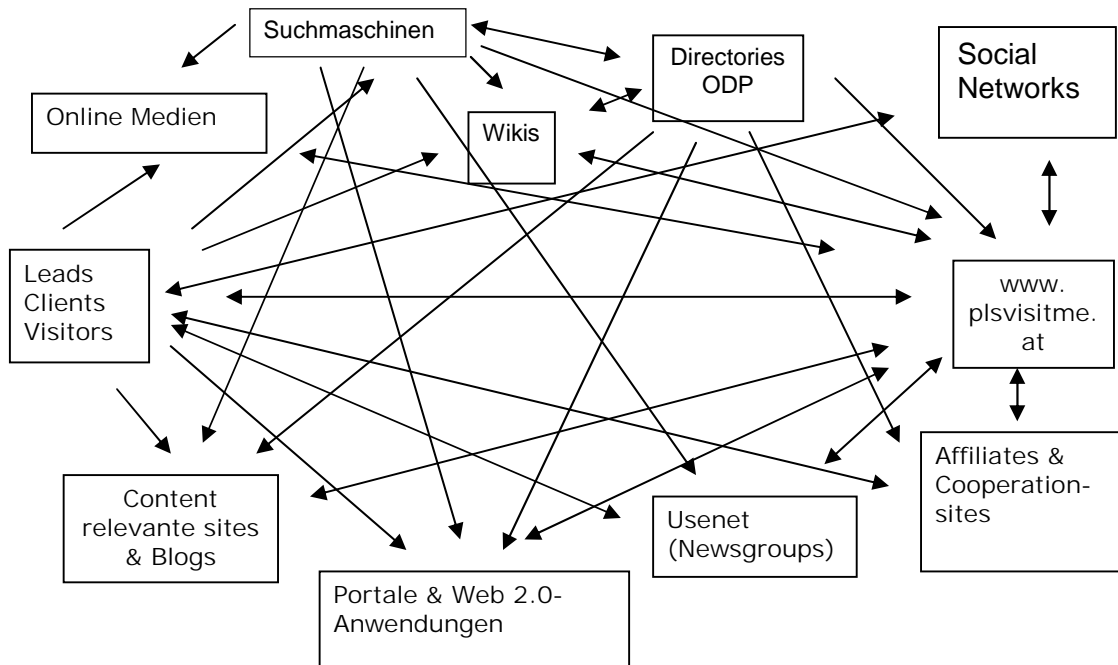 Suchmaschinen
Directories
ODP
Social
Networks
Online Medien
Wikis
Leads
Clients
Visitors
www.
plsvisitme.
at
Content
relevante sites
& Blogs
Usenet
(Newsgroups)
Affiliates &
Cooperation-
sites
Portale & Web 2.0-
Anwendungen